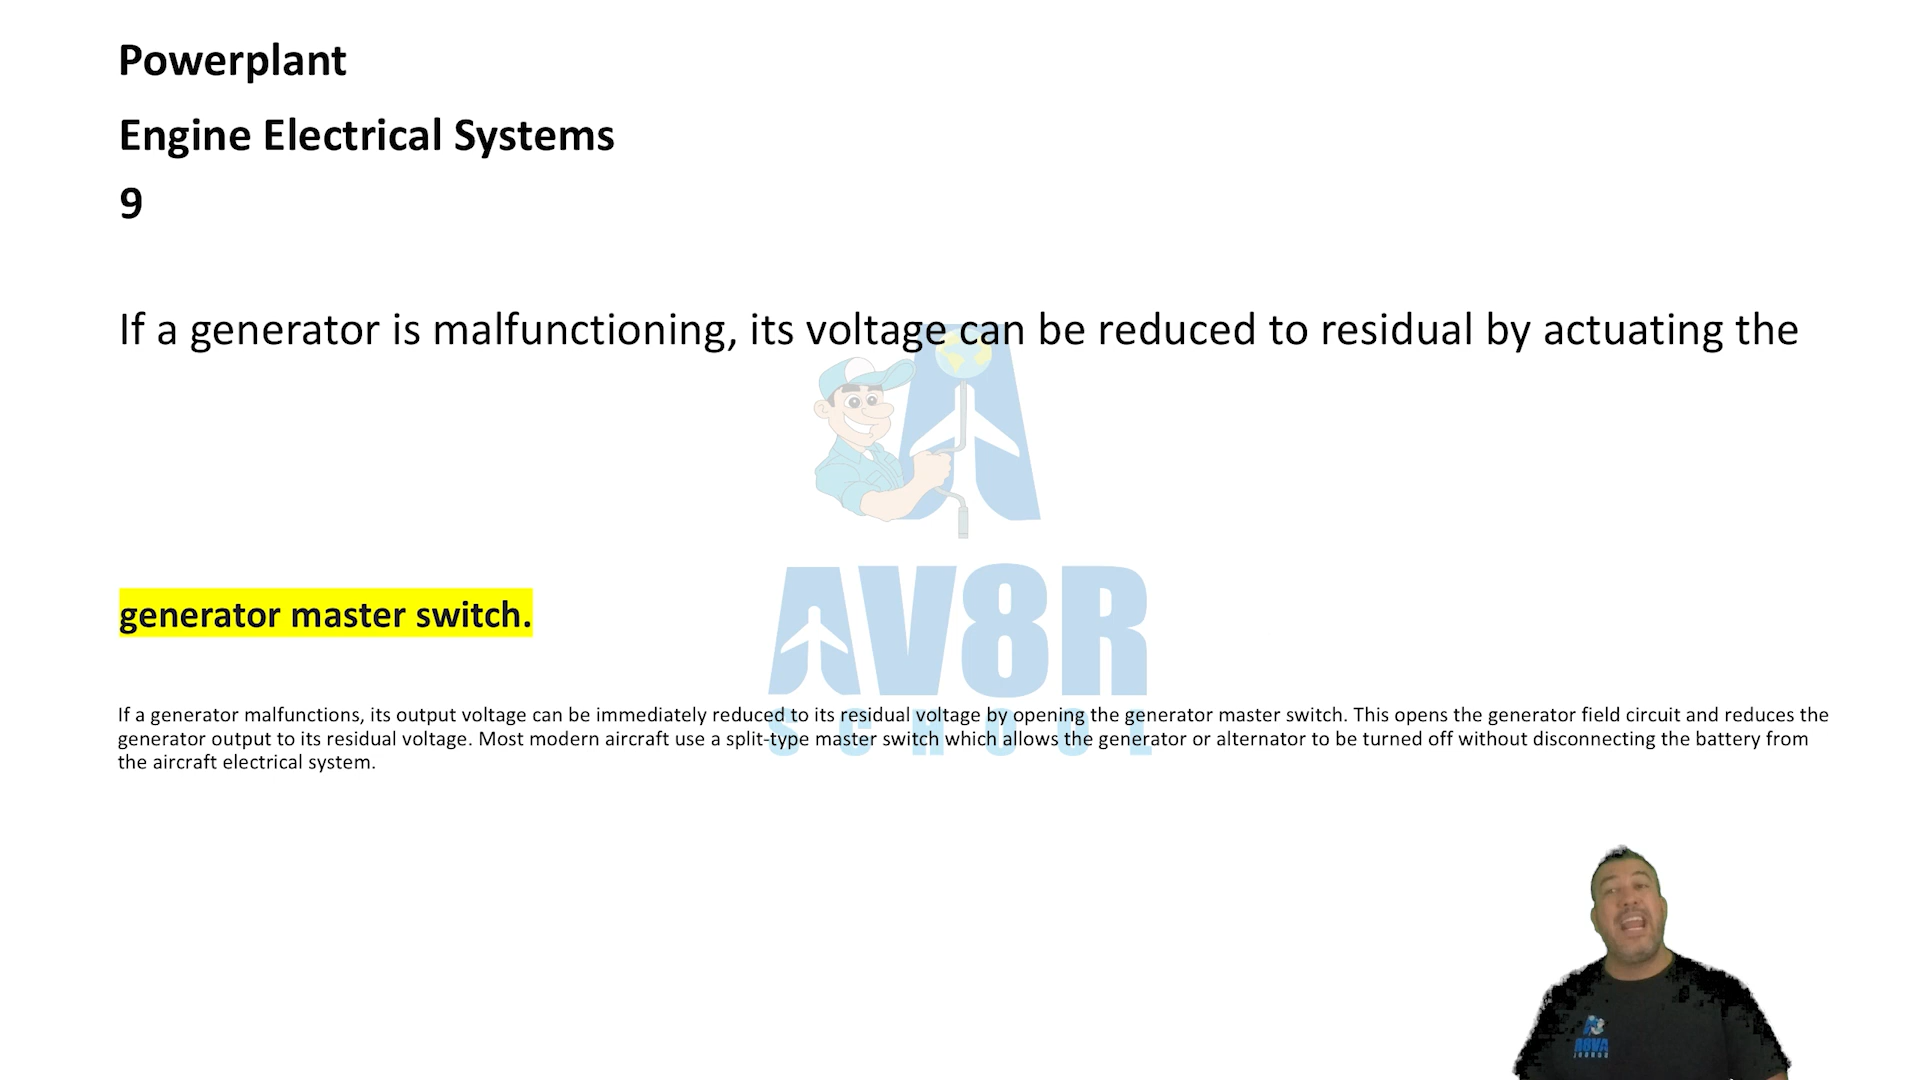 Powerplant
Engine Electrical Systems
9
If a generator is malfunctioning, its voltage can be reduced to residual by actuating the
AV8R
SCHOOL
generator master switch.
If a generator malfunctions, its output voltage can be immediately reduced to its residual voltage by opening the generator master switch. This opens the generator field circuit and reduces the
generator output to its residual voltage. Most modern aircraft use a split-type master switch which allows the generator or alternator to be turned off without disconnecting the battery from
the aircraft electrical system.